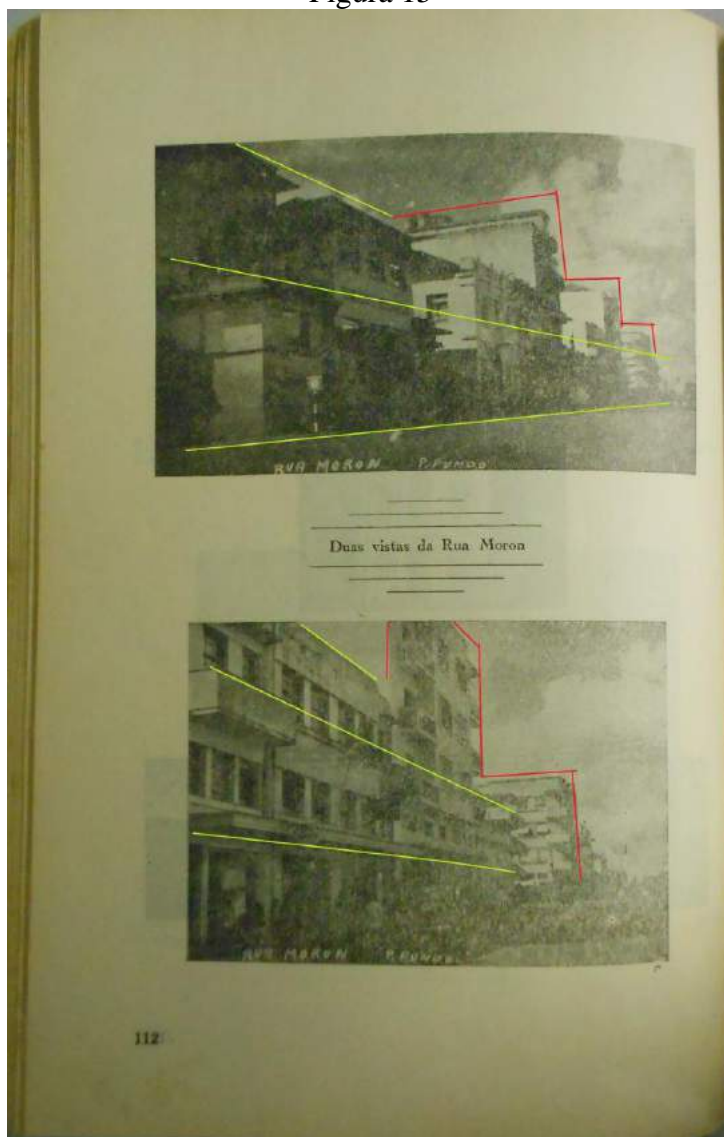 Figura 13
RUA MORON P. FUNDO
Duas vistas da Rua Moron
RUA MORON P. FUNDO.
112